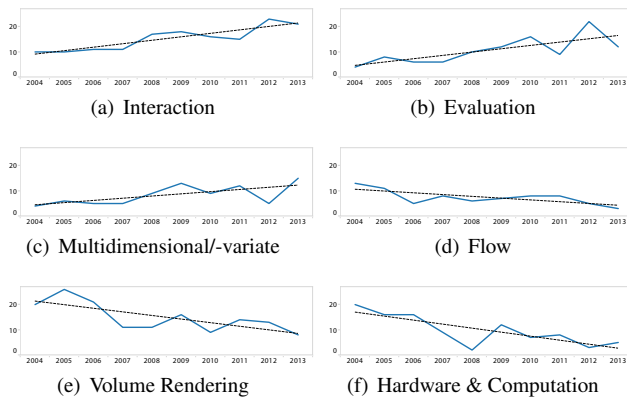 20
10
0
2004 2005 2006 2007 2008 2009 2010 2011 2012 2013
(a) Interaction
20
10
0
2004 2005 2006 2007 2008 2009 2010 2011 2012 2013
(b) Evaluation
20
10
0
2004 2005 2006 2007 2008 2009 2010 2011 2012 2013
(c) Multidimensional/-variate
20
10
0
2004 2005 2006 2007 2008 2009 2010 2011 2012 2013
(d) Flow
20
10
0
2004 2005 2006 2007 2008 2009 2010 2011 2012 2013
(e) Volume Rendering
20
10
0
2004 2005 2006 2007 2008 2009 2010 2011 2012 2013
(f) Hardware & Computation